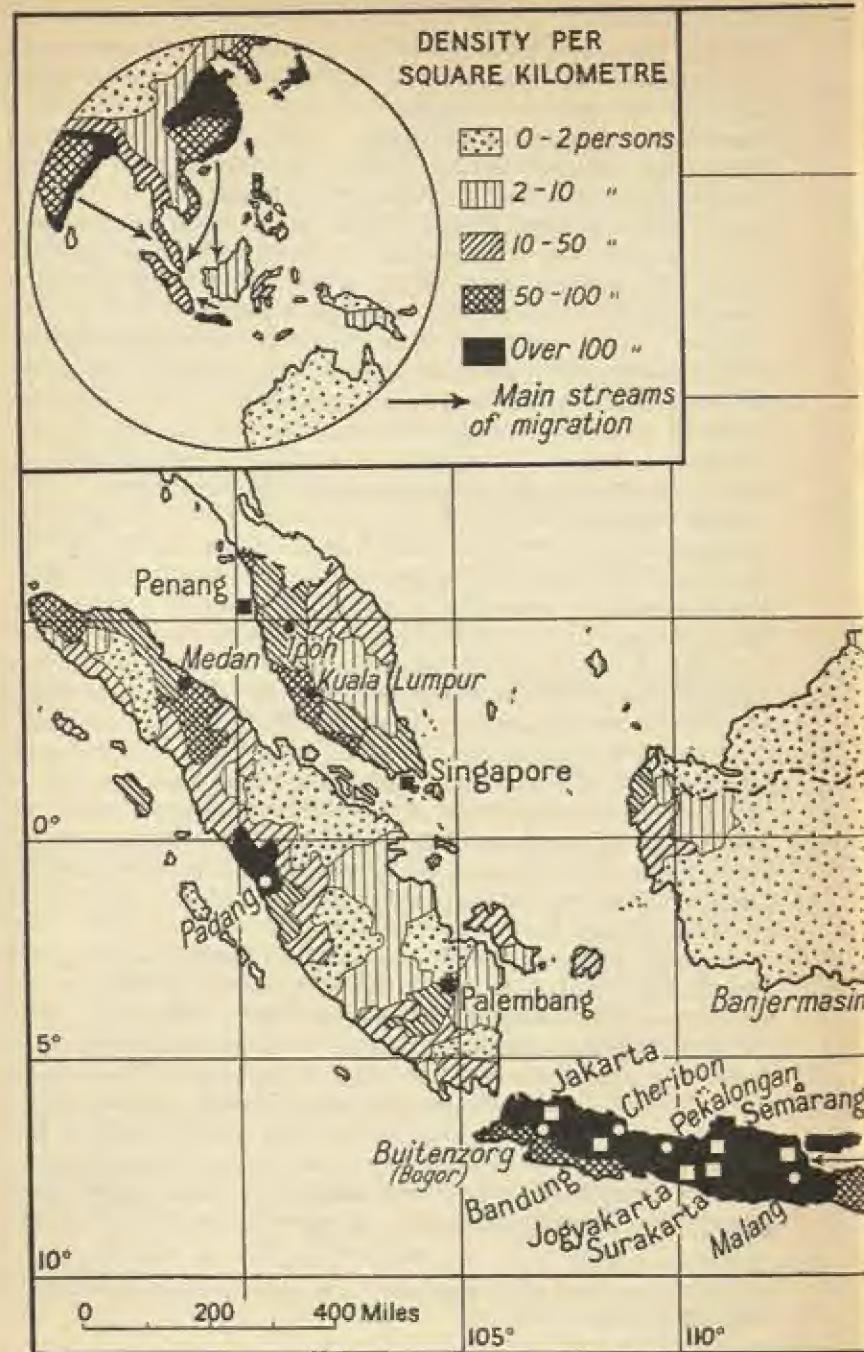 DENSITY PER
SQUARE KILOMETRE
0-2 persons
2-10 "
10-50 "
50-100 "
Over 100 "
Main streams
of migration
Penang
Ipoh
Medan
Kuala Lumpur
Singapore
0°
Padang
Palembang
Banjermasin
5°
Jakarta
Cheribon
Pekalongan
Semarang
Buitenzorg
(Bogor)
Bandung
Jogyakarta
Surakarta
Malang
10°
0 200 400 Miles
105° 110°